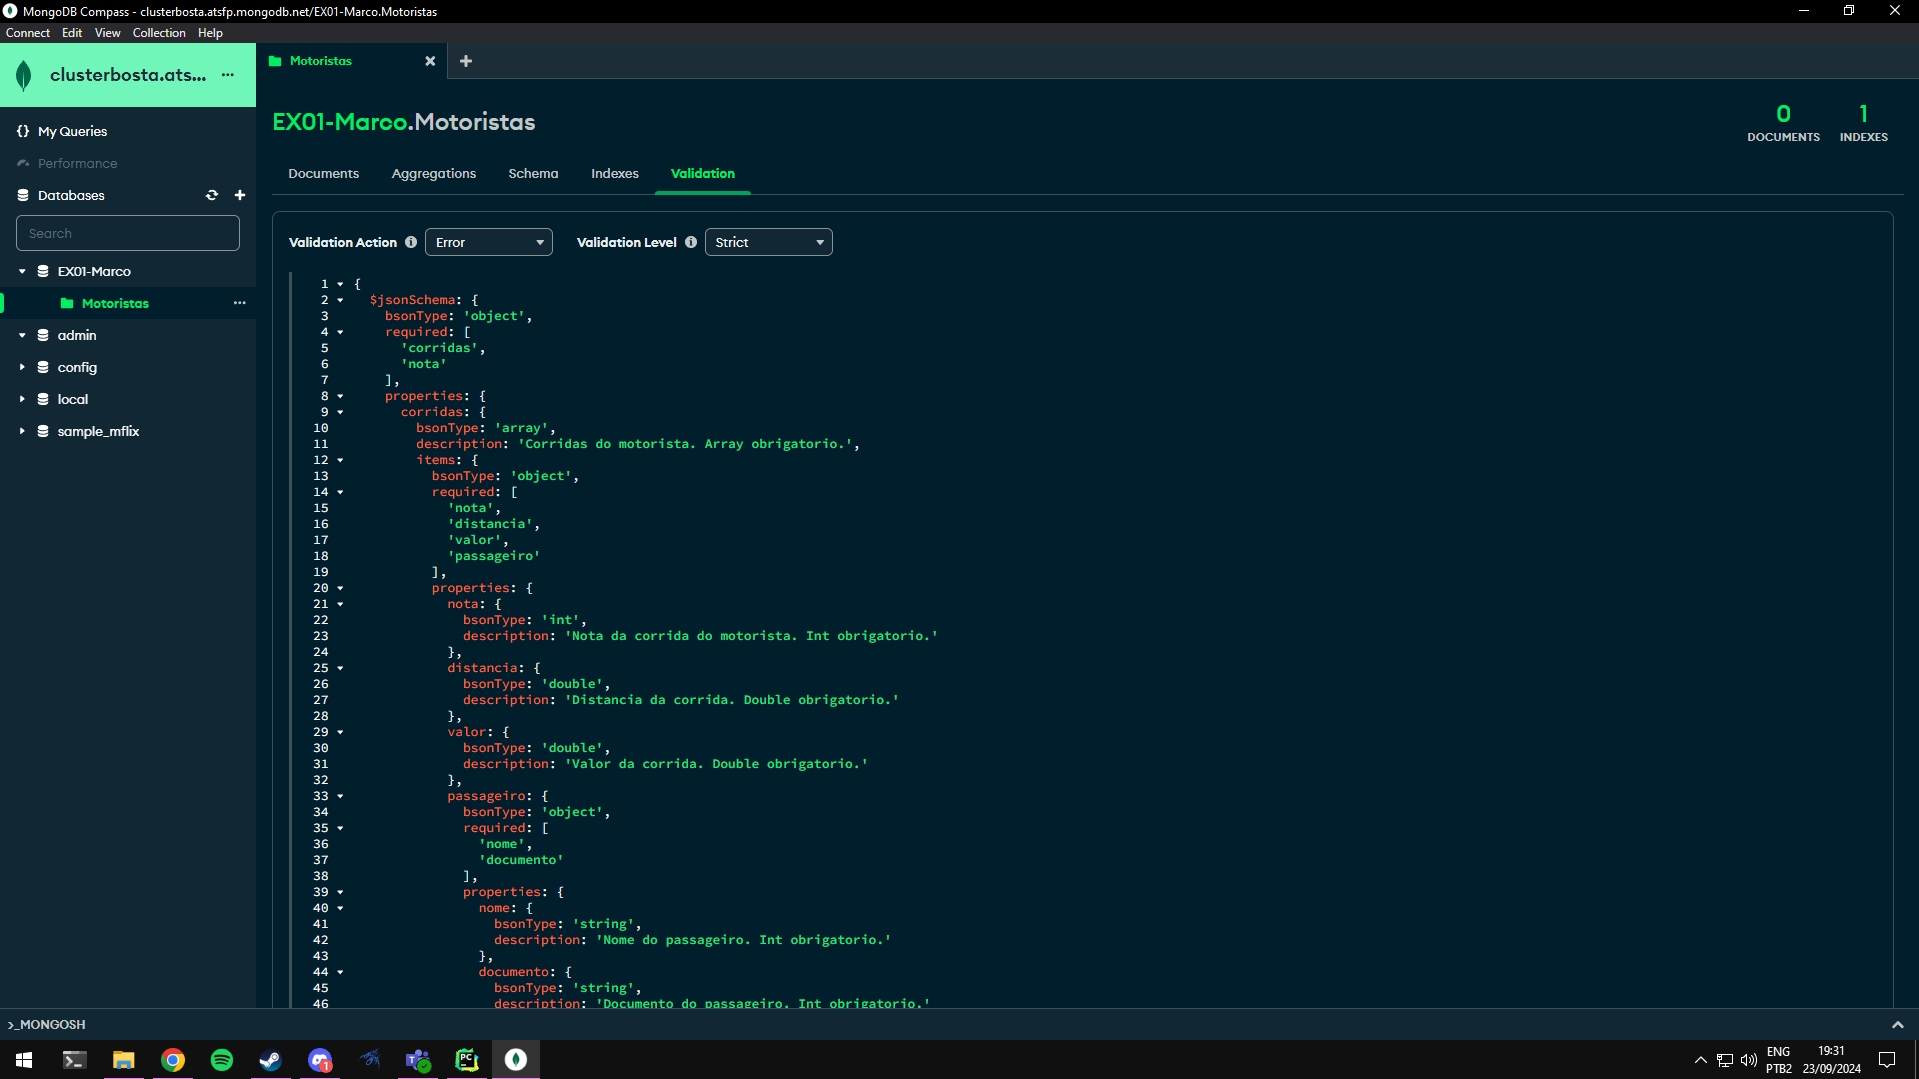 MongoDB Compass - clusterbosta.atsfp.mongodb.net/EX01-Marco.Motoristas
Connect Edit View Collection Help
clusterbosta.ats... ...
Motoristas
{} My Queries
Performance
Databases
Search
EX01-Marco
Motoristas ...
admin
config
local
sample_mflix
EX01-Marco.Motoristas
0
DOCUMENTS
1
INDEXES
Documents Aggregations Schema Indexes Validation
Validation Action Error Validation Level Strict
1 {
2 $jsonSchema: {
3 bsonType: 'object',
4 required: [
5 'corridas',
6 'nota'
7 ],
8 properties: {
9 corridas: {
10 bsonType: 'array',
11 description: 'Corridas do motorista. Array obrigatorio.',
12 items: {
13 bsonType: 'object',
14 required: [
15 'nota',
16 'distancia',
17 'valor',
18 'passageiro'
19 ],
20 properties: {
21 nota: {
22 bsonType: 'int',
23 description: 'Nota da corrida do motorista. Int obrigatorio.'
24 },
25 distancia: {
26 bsonType: 'double',
27 description: 'Distancia da corrida. Double obrigatorio.'
28 },
29 valor: {
30 bsonType: 'double',
31 description: 'Valor da corrida. Double obrigatorio.'
32 },
33 passageiro: {
34 bsonType: 'object',
35 required: [
36 'nome',
37 'documento'
38 ],
39 properties: {
40 nome: {
41 bsonType: 'string',
42 description: 'Nome do passageiro. Int obrigatorio.'
43 },
44 documento: {
45 bsonType: 'string',
46 description: 'Documento do passageiro. Int obrigatorio.'
>_MONGOSH
ENG
PTB2
19:31
23/09/2024